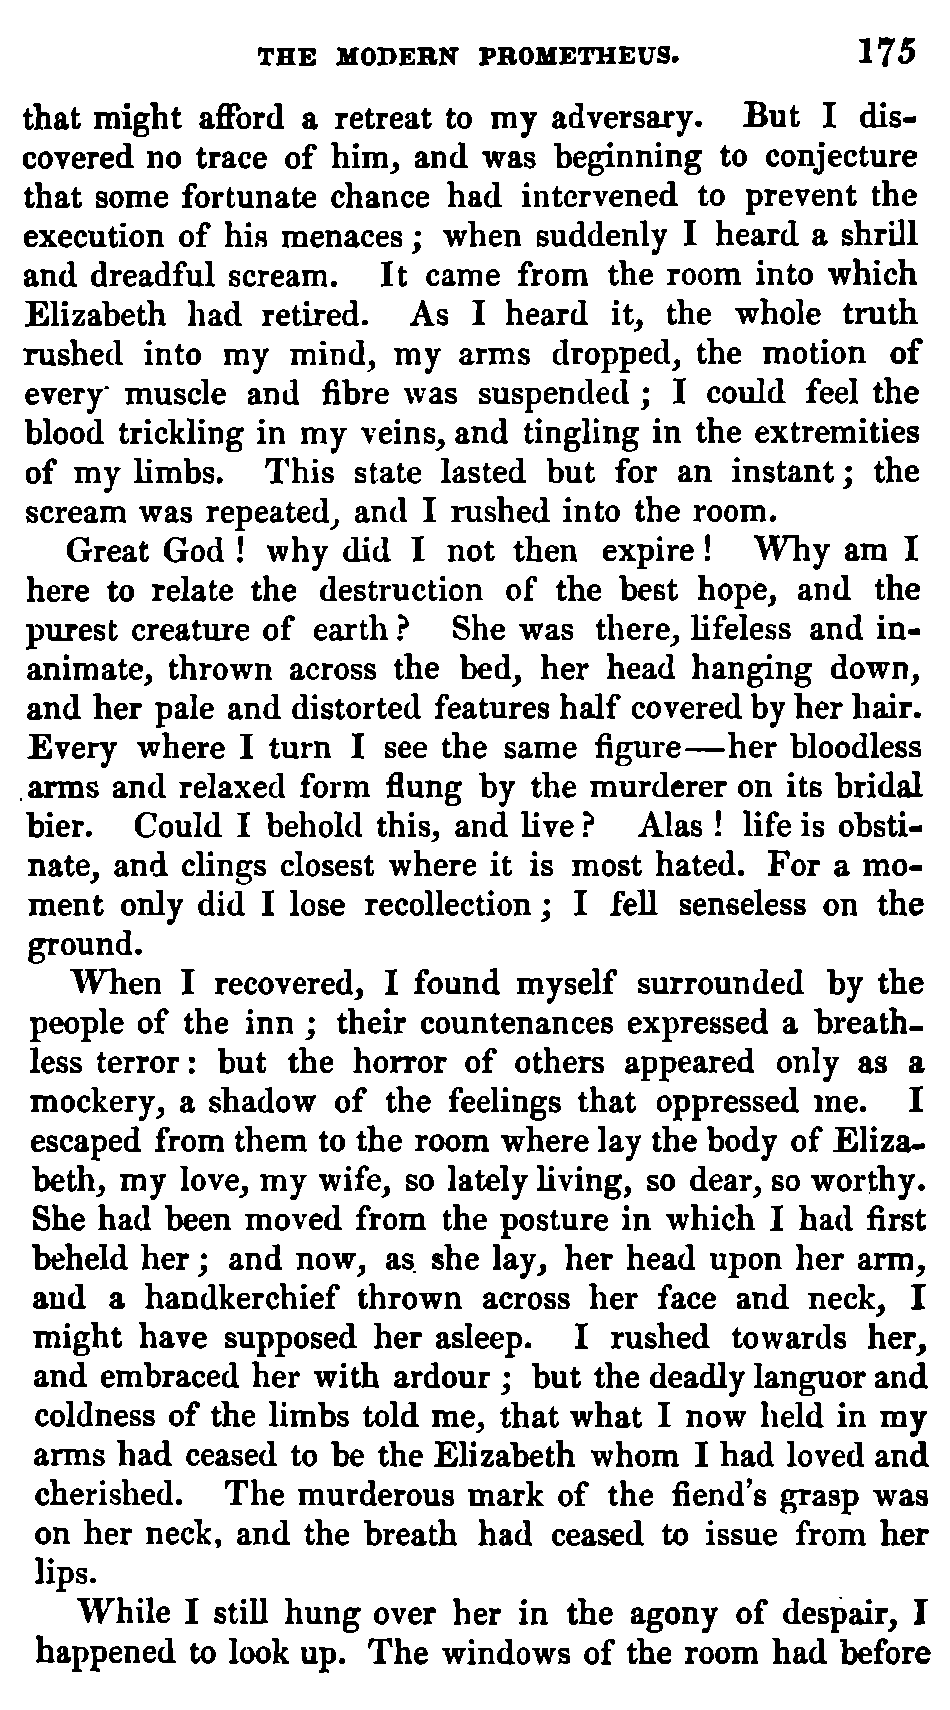 THE MODERN PROMETHEUS. 175
that might afford a retreat to my adversary. But I dis-
covered no trace of him, and was beginning to conjecture
that some fortunate chance had intervened to prevent the
execution of his menaces; when suddenly I heard a shrill
and dreadful scream. It came from the room into which
Elizabeth had retired. As I heard it, the whole truth
rushed into my mind, my arms dropped, the motion of
every muscle and fibre was suspended; I could feel the
blood trickling in my veins, and tingling in the extremities
of my limbs. This state lasted but for an instant; the
scream was repeated, and I rushed into the room.
Great God! why did I not then expire! Why am I
here to relate the destruction of the best hope, and the
purest creature of earth? She was there, lifeless and in-
animate, thrown across the bed, her head hanging down,
and her pale and distorted features half covered by her hair.
Every where I turn I see the same figure—her bloodless
arms and relaxed form flung by the murderer on its bridal
bier. Could I behold this, and live? Alas! life is obsti-
nate, and clings closest where it is most hated. For a mo-
ment only did I lose recollection; I fell senseless on the
ground.
When I recovered, I found myself surrounded by the
people of the inn; their countenances expressed a breath-
less terror: but the horror of others appeared only as a
mockery, a shadow of the feelings that oppressed me. I
escaped from them to the room where lay the body of Eliza-
beth, my love, my wife, so lately living, so dear, so worthy.
She had been moved from the posture in which I had first
beheld her; and now, as she lay, her head upon her arm,
and a handkerchief thrown across her face and neck, I
might have supposed her asleep. I rushed towards her,
and embraced her with ardour; but the deadly languor and
coldness of the limbs told me, that what I now held in my
arms had ceased to be the Elizabeth whom I had loved and
cherished. The murderous mark of the fiend's grasp was
on her neck, and the breath had ceased to issue from her
lips.
While I still hung over her in the agony of despair, I
happened to look up. The windows of the room had before